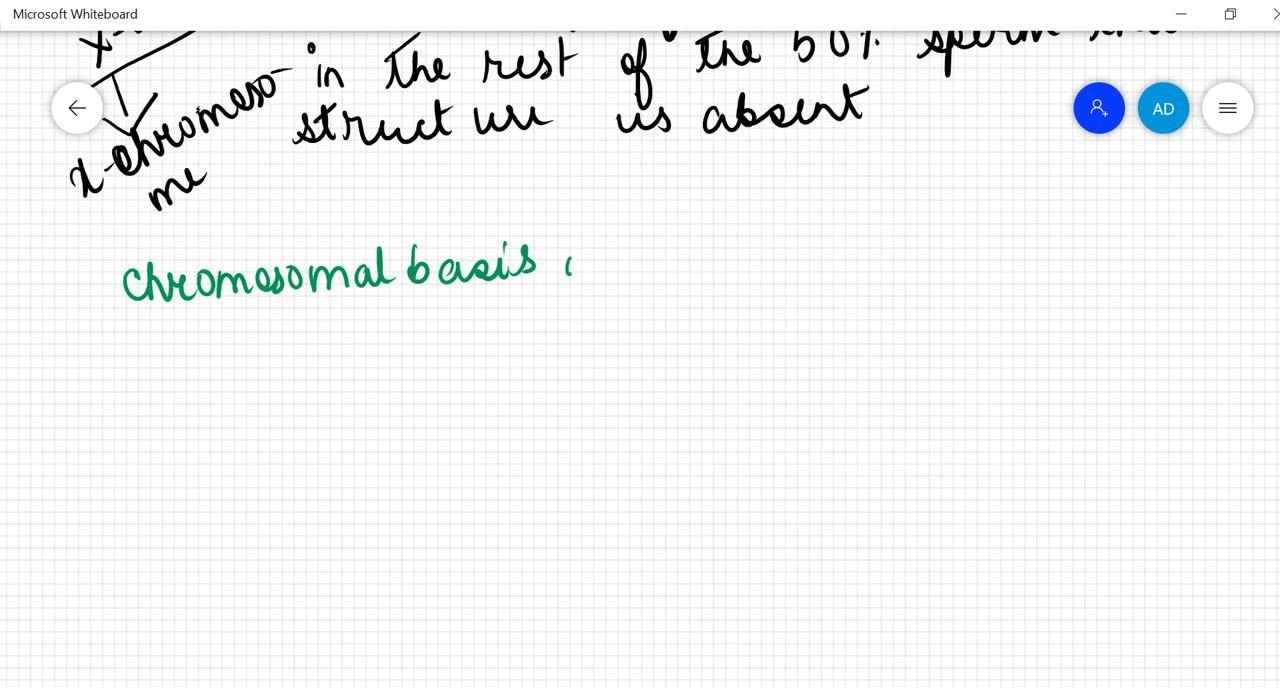 Microsoft Whiteboard
in the rest of the 50% sperm
structure is absent
X-chromoso-
me
AD
chromosomal basis